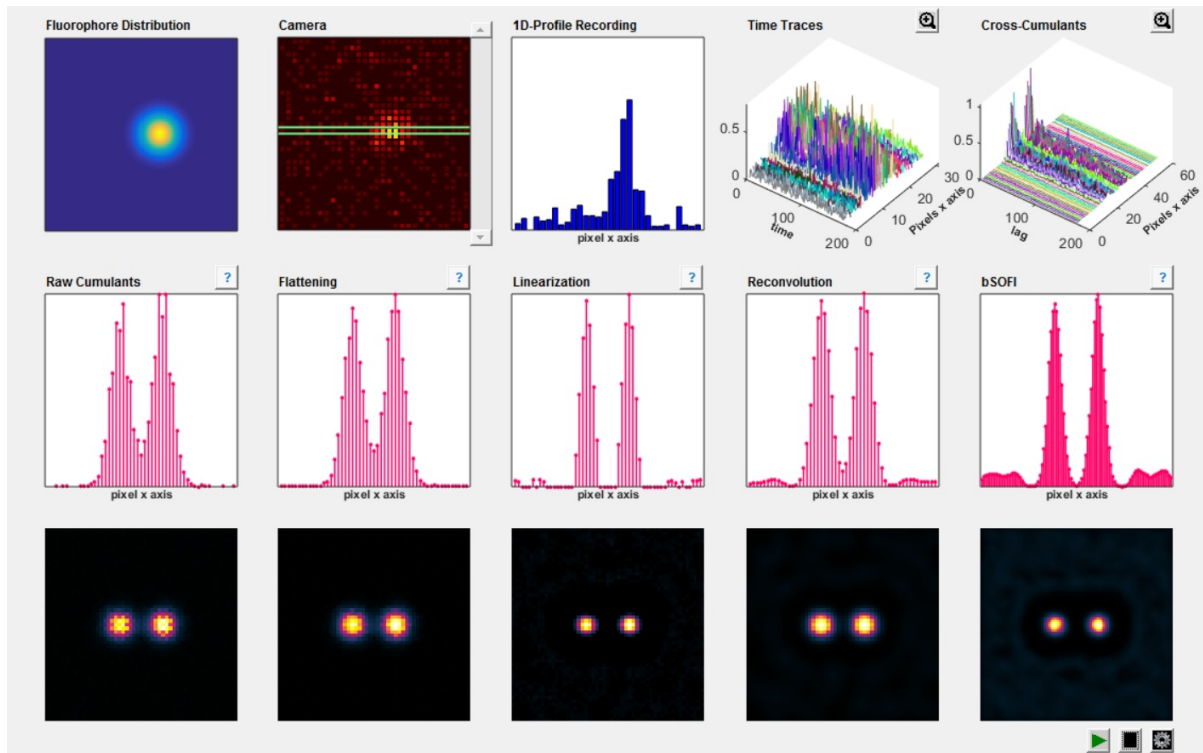 Fluorophore Distribution
Camera
1D-Profile Recording
Time Traces
Cross-Cumulants
pixel x axis
0.5
0
0
100
200
time
0
10
20
30
Pixels x axis
1
0.5
0
0
100
200
lag
0
20
40
60
Pixels x axis
Raw Cumulants
?
Flattening
?
Linearization
?
Reconvolution
?
bSOFI
?
pixel x axis
pixel x axis
pixel x axis
pixel x axis
pixel x axis